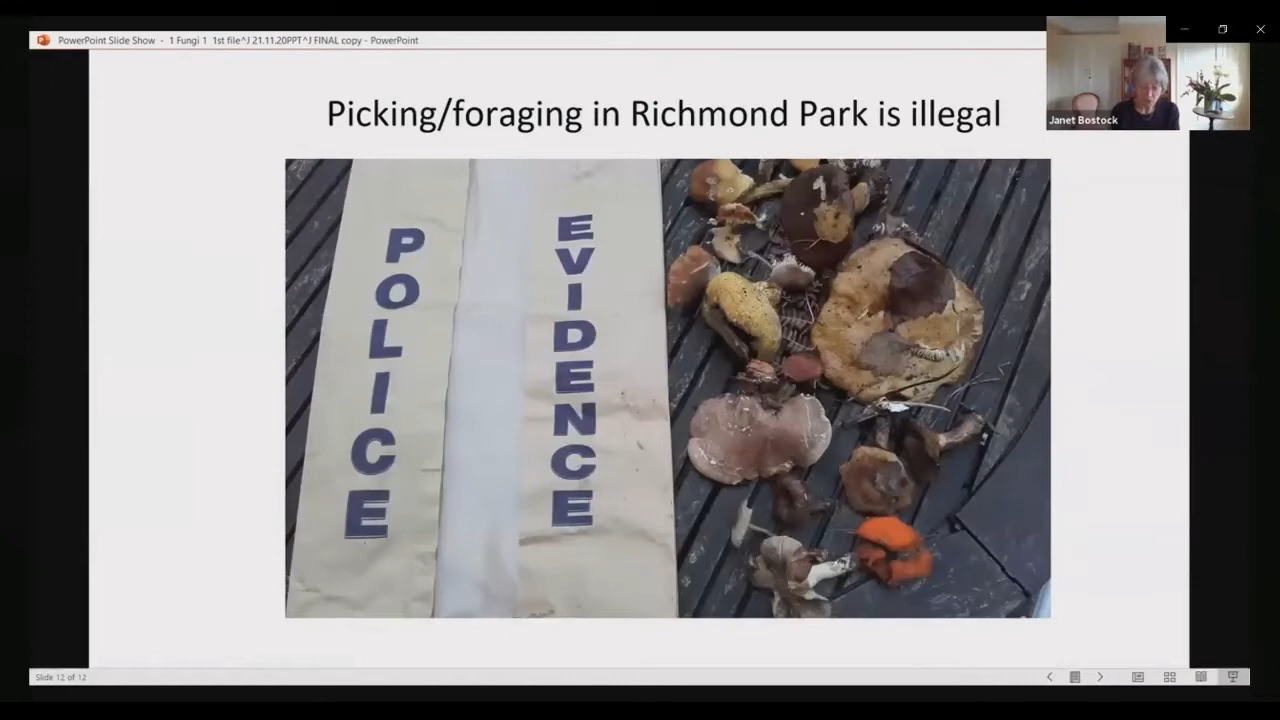 PowerPoint Slide Show - 1 Fungi 1 1st file^J 21.11.20PPT^J FINAL copy - PowerPoint
Picking/foraging in Richmond Park is illegal
Janet Bostock
POLICE
EVIDENCE
Slide 12 of 12